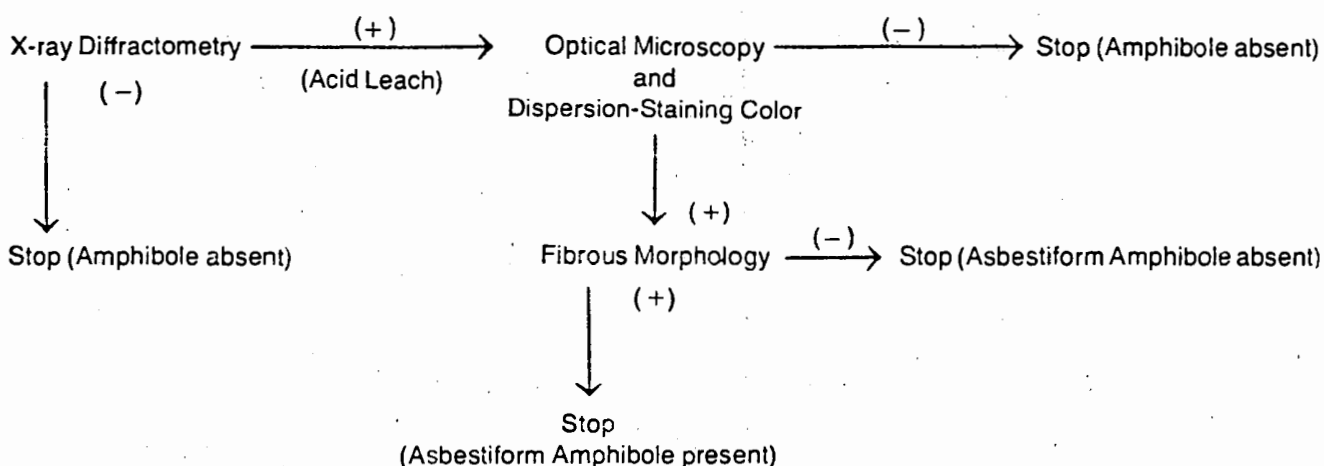 X-ray Diffractometry
(+)
(Acid Leach)
Optical Microscopy
and
Dispersion-Staining Color
(−)
Stop (Amphibole absent)
(−)
Stop (Amphibole absent)
(+)
Fibrous Morphology
(−)
Stop (Asbestiform Amphibole absent)
(+)
Stop
(Asbestiform Amphibole present)